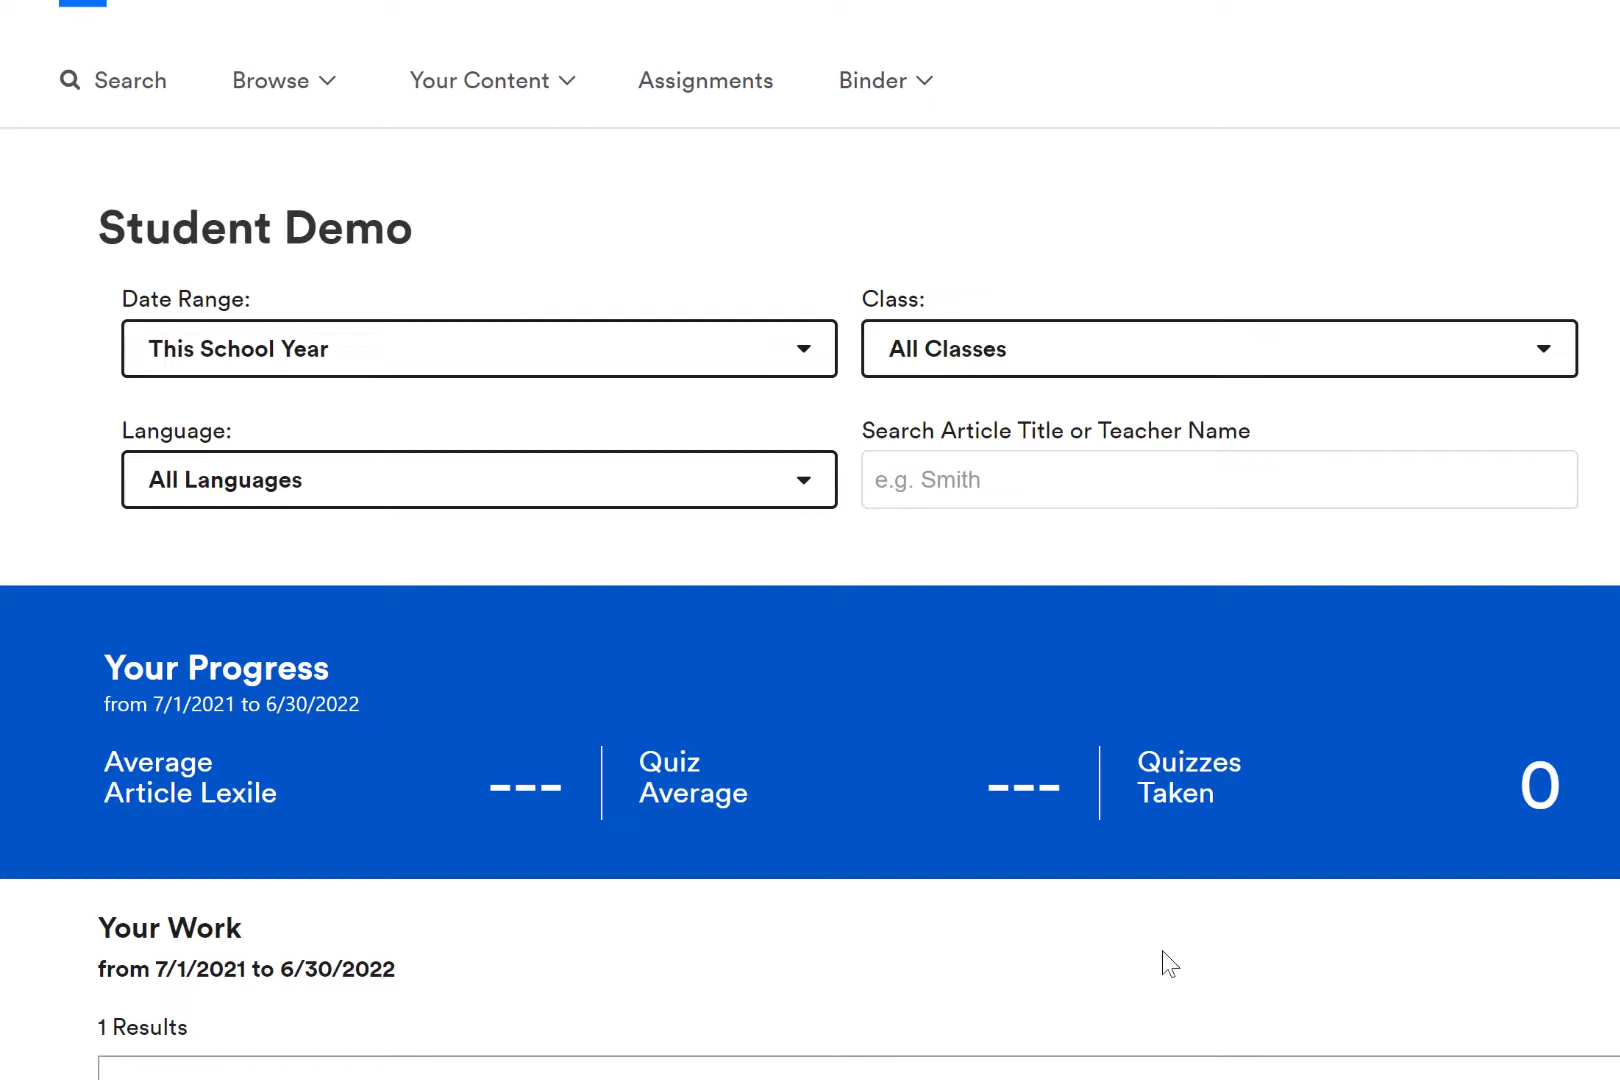 Search Browse Your Content Assignments Binder
Student Demo
Date Range: Class:
This School Year All Classes
Language: Search Article Title or Teacher Name
All Languages e.g. Smith
Your Progress
from 7/1/2021 to 6/30/2022
Average
Article Lexile
---
Quiz
Average
---
Quizzes
Taken
0
Your Work
from 7/1/2021 to 6/30/2022
1 Results